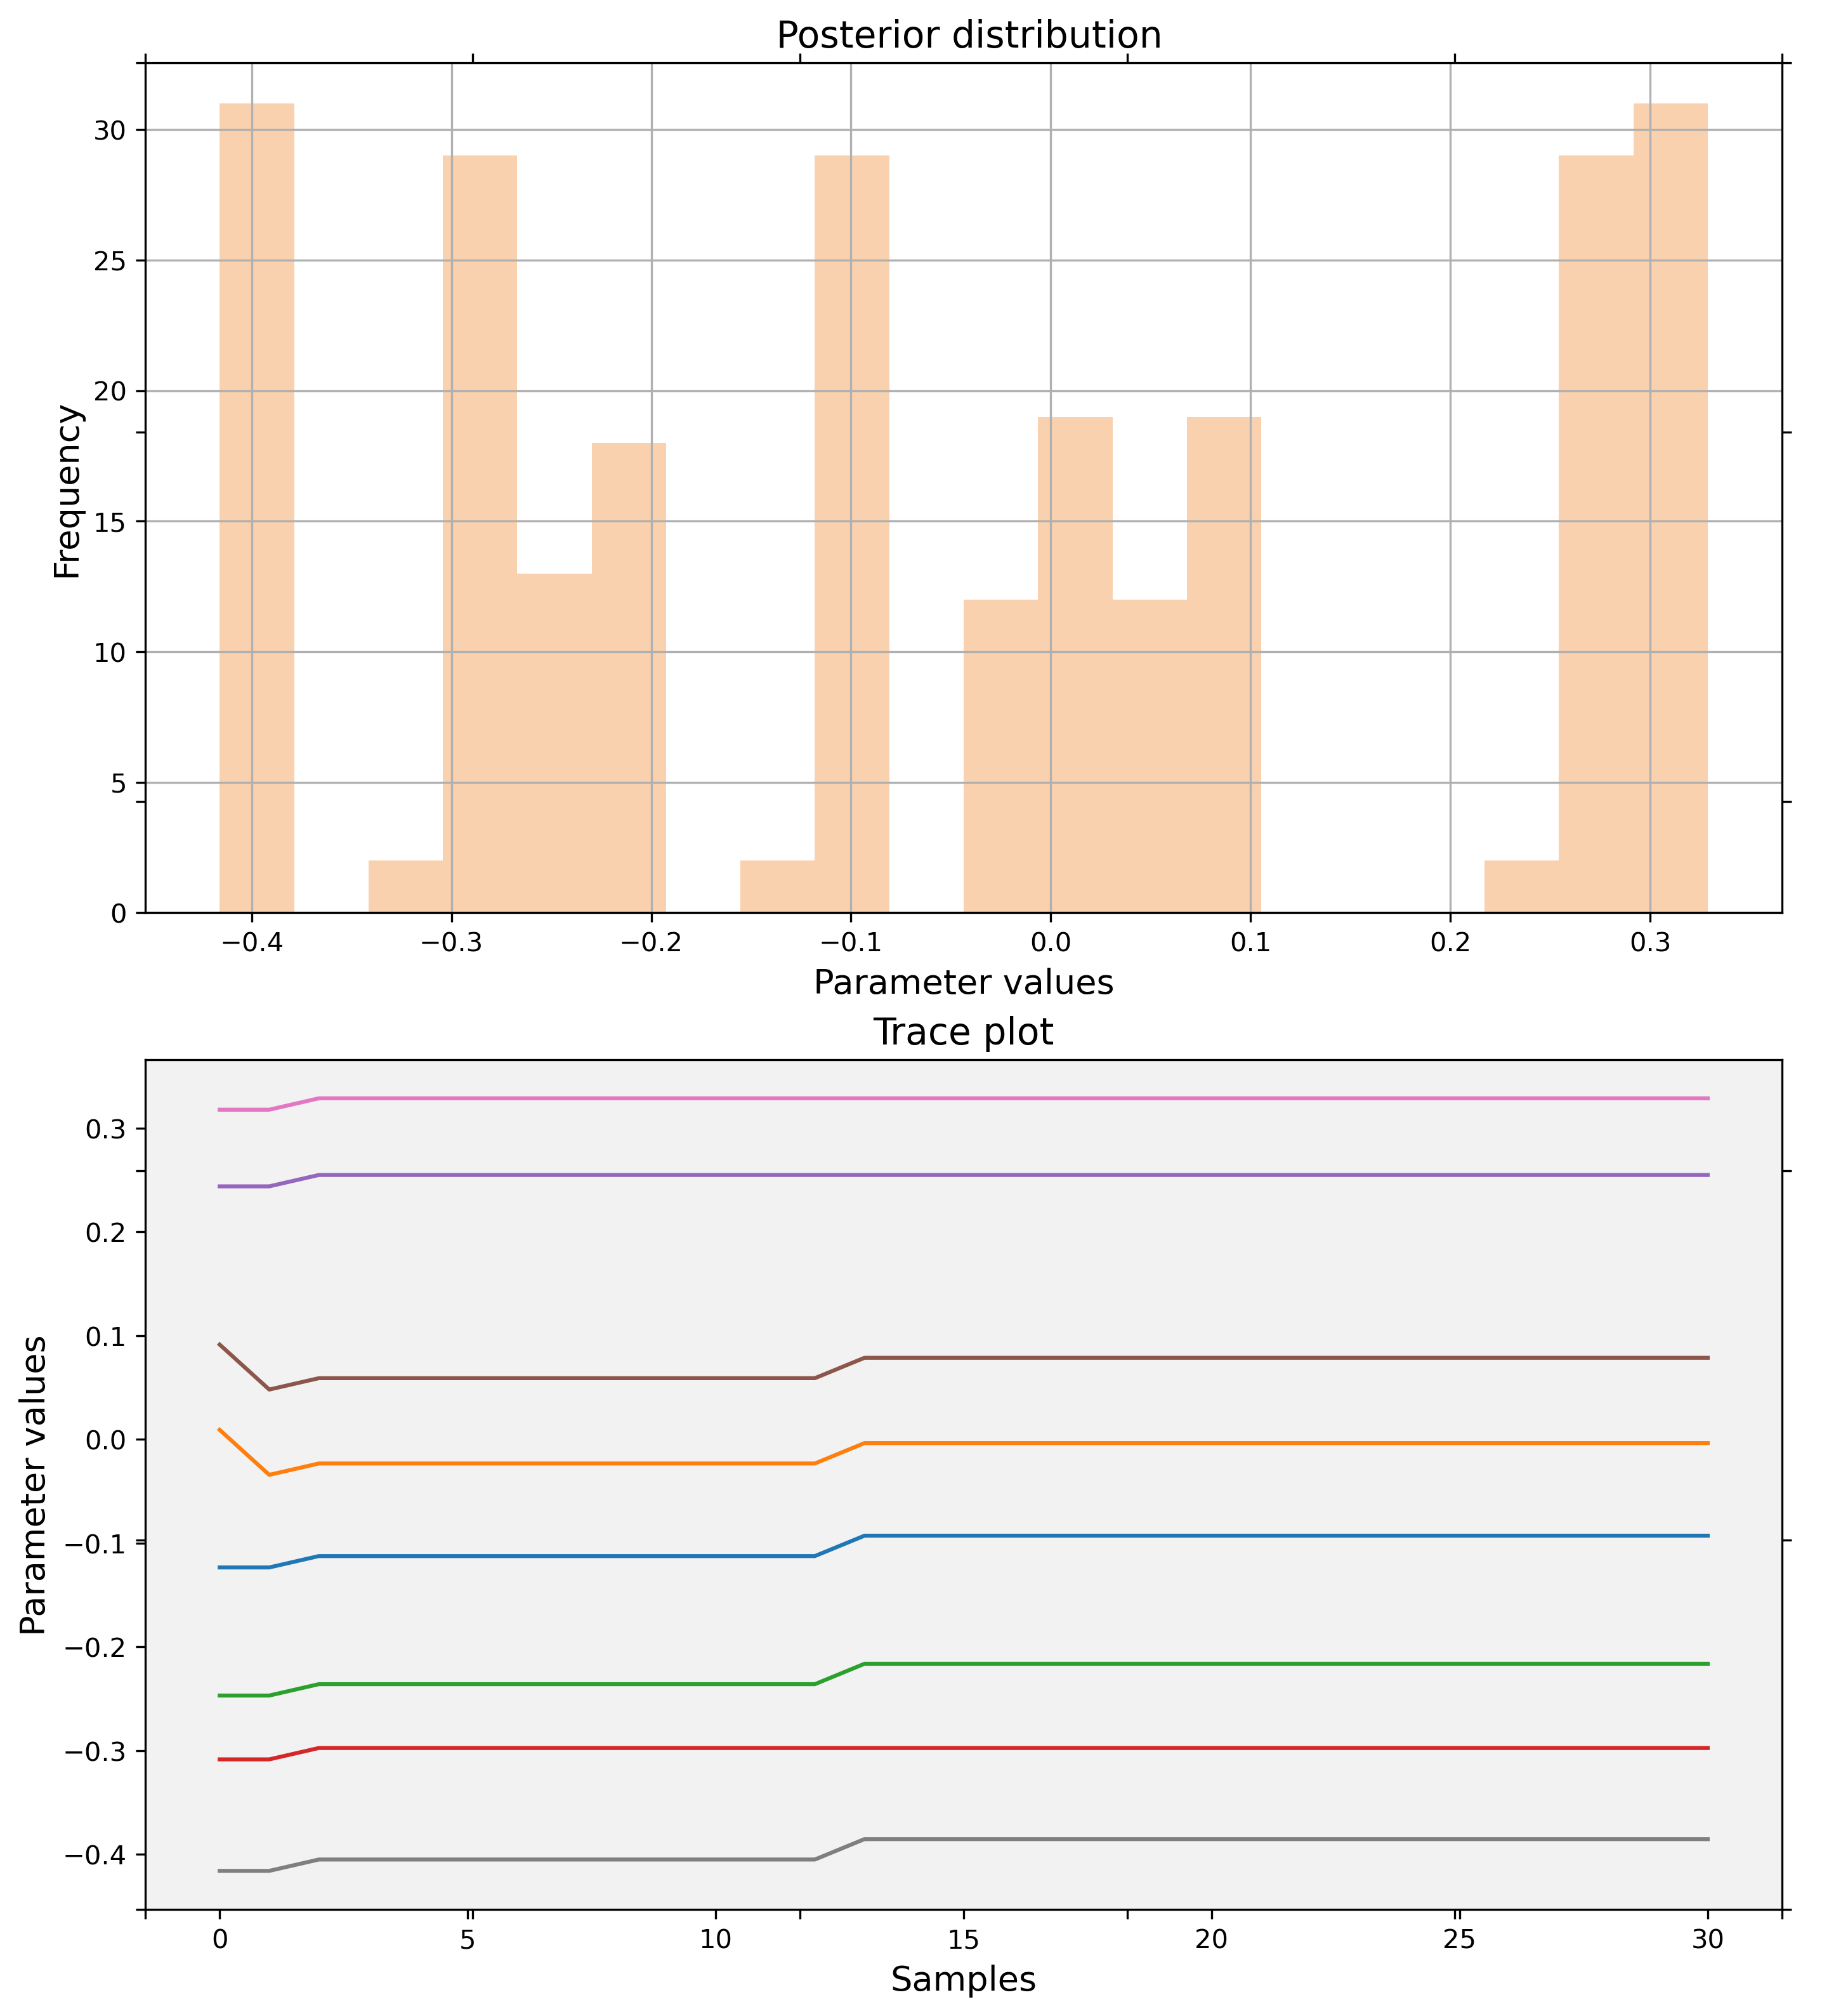 Posterior distribution
Frequency
30
25
20
15
10
5
0
−0.4 −0.3 −0.2 −0.1 0.0 0.1 0.2 0.3
Parameter values
Trace plot
Parameter values
0.3
0.2
0.1
0.0
−0.1
−0.2
−0.3
−0.4
0 5 10 15 20 25 30
Samples